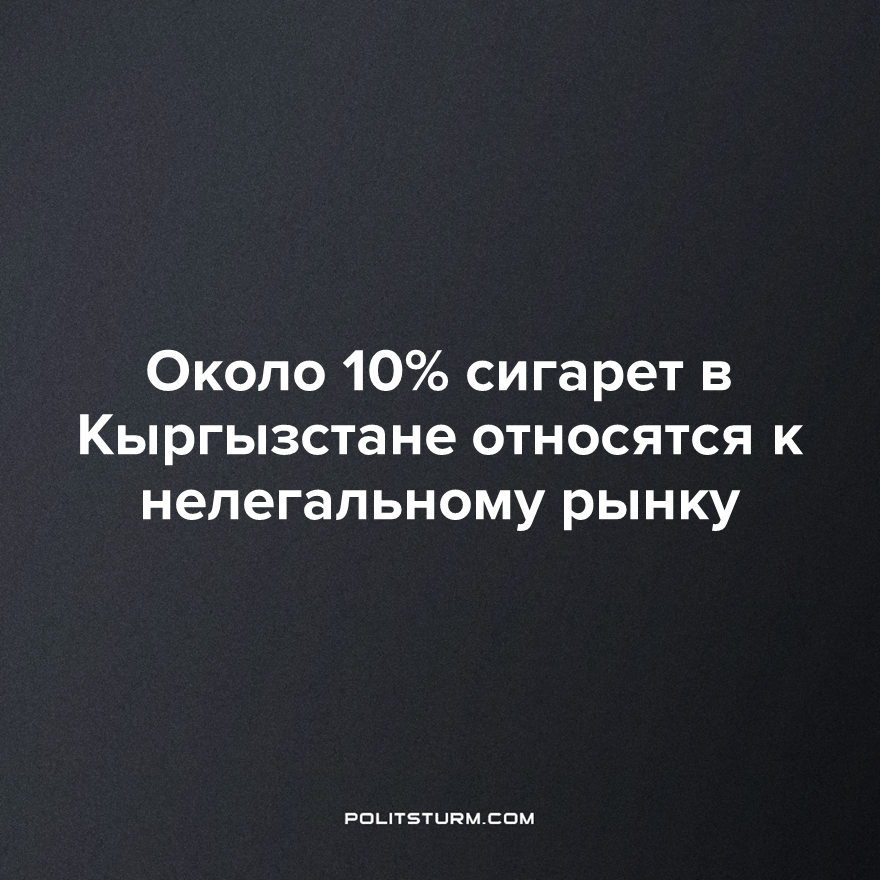 Около 10% сигарет в
Кыргызстане относятся к
нелегальному рынку
POLITSTURM.COM